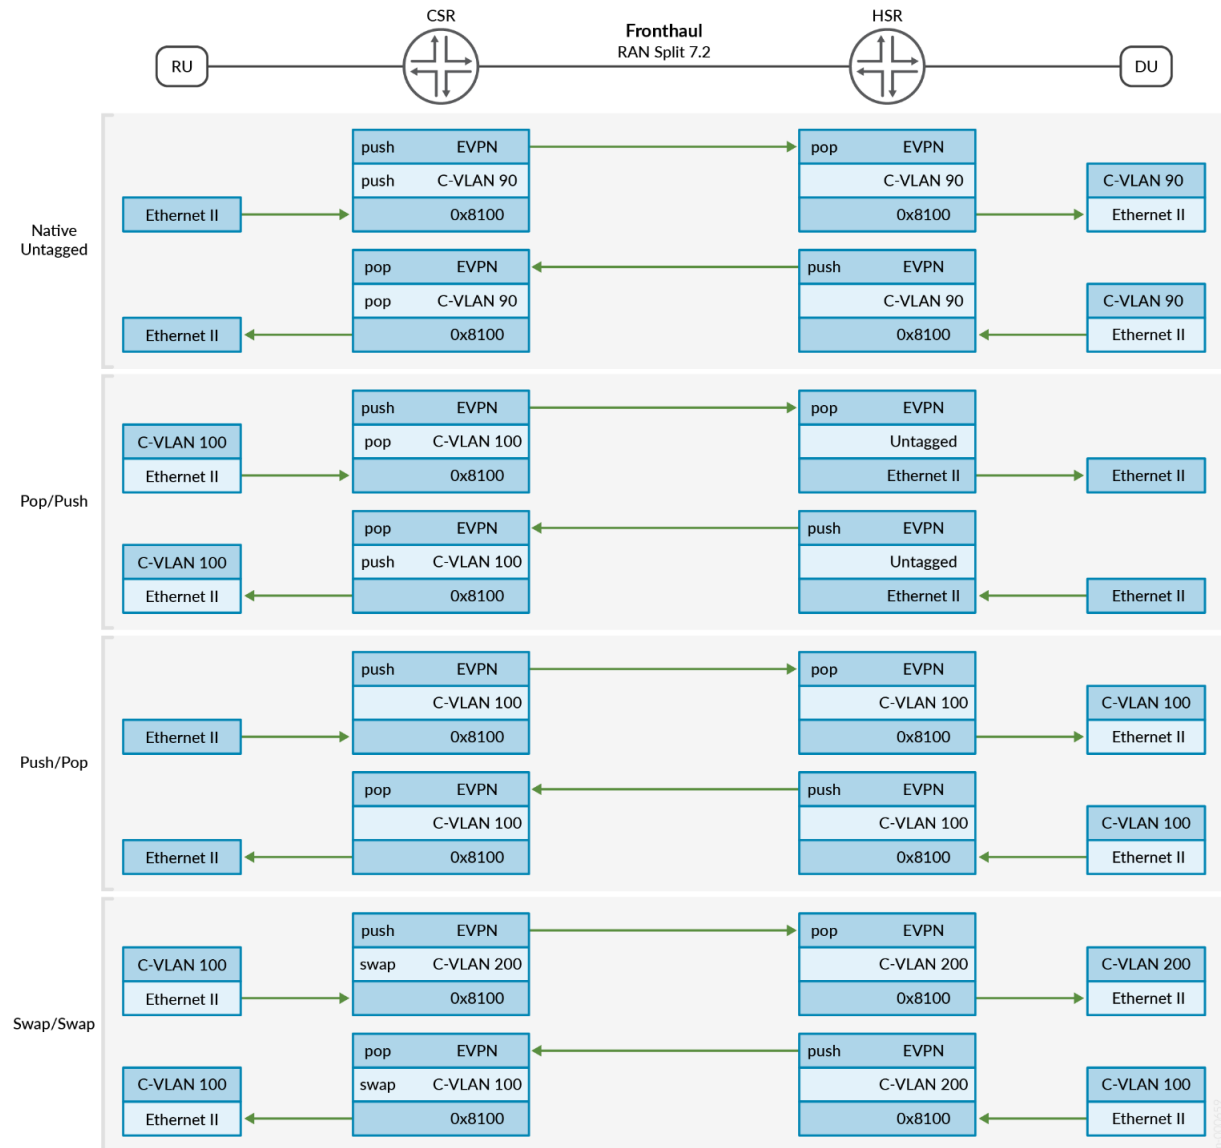 CSR
HSR
Fronthaul
RAN Split 7.2
RU
DU
Native
Untagged
push EVPN
pop EVPN
push C-VLAN 90
C-VLAN 90
C-VLAN 90
Ethernet II
0x8100
0x8100
Ethernet II
pop EVPN
push EVPN
pop C-VLAN 90
C-VLAN 90
C-VLAN 90
Ethernet II
0x8100
0x8100
Ethernet II
Pop/Push
push EVPN
pop EVPN
C-VLAN 100
pop C-VLAN 100
Untagged
Ethernet II
0x8100
Ethernet II
Ethernet II
pop EVPN
push EVPN
C-VLAN 100
push C-VLAN 100
Untagged
Ethernet II
0x8100
Ethernet II
Ethernet II
Push/Pop
push EVPN
pop EVPN
C-VLAN 100
C-VLAN 100
C-VLAN 100
Ethernet II
0x8100
0x8100
Ethernet II
pop EVPN
push EVPN
C-VLAN 100
C-VLAN 100
C-VLAN 100
Ethernet II
0x8100
0x8100
Ethernet II
Swap/Swap
push EVPN
pop EVPN
C-VLAN 100
swap C-VLAN 200
C-VLAN 200
C-VLAN 200
Ethernet II
0x8100
0x8100
Ethernet II
pop EVPN
push EVPN
C-VLAN 100
swap C-VLAN 100
C-VLAN 200
C-VLAN 100
Ethernet II
0x8100
0x8100
Ethernet II